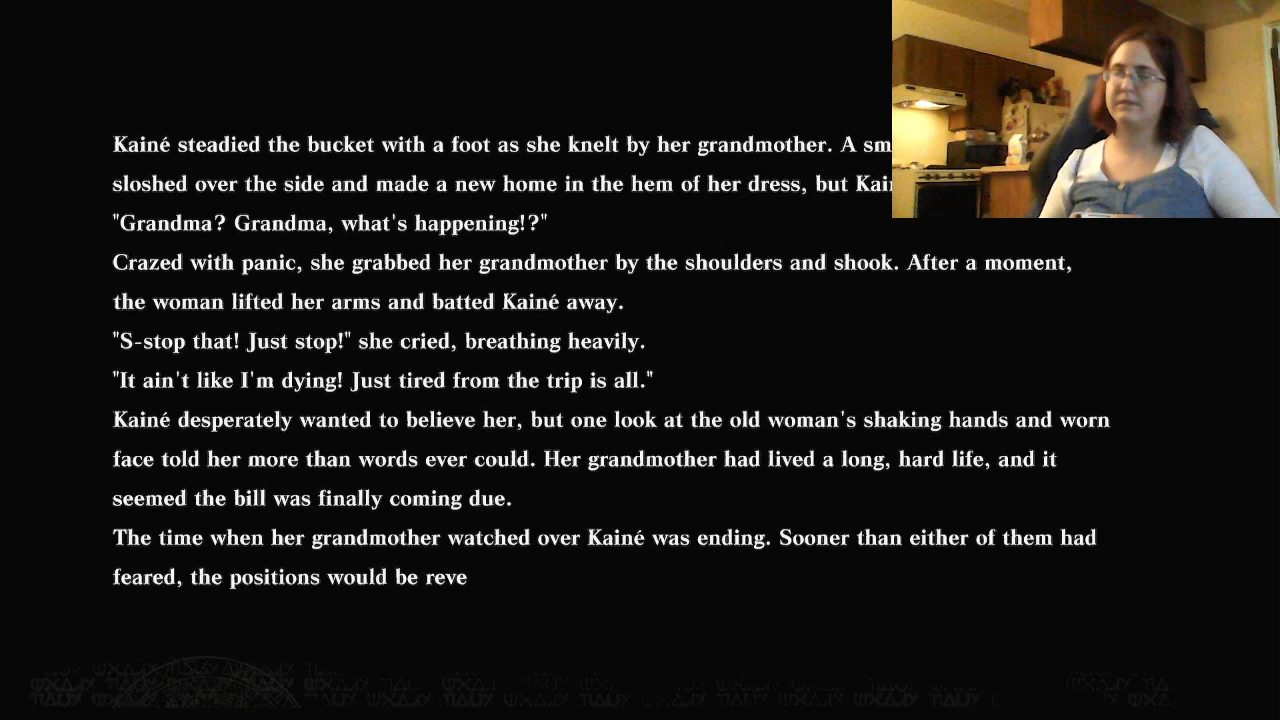 Kainé steadied the bucket with a foot as she knelt by her grandmother. A
sloshed over the side and made a new home in the hem of her dress, but
"Grandma? Grandma, what's happening!?"
Crazed with panic, she grabbed her grandmother by the shoulders and shook. After a moment,
the woman lifted her arms and batted Kainé away.
"S-stop that! Just stop!" she cried, breathing heavily.
"It ain't like I'm dying! Just tired from the trip is all."
Kainé desperately wanted to believe her, but one look at the old woman's shaking hands and worn
face told her more than words ever could. Her grandmother had lived a long, hard life, and it
seemed the bill was finally coming due.
The time when her grandmother watched over Kainé was ending. Sooner than either of them had
feared, the positions would be reve